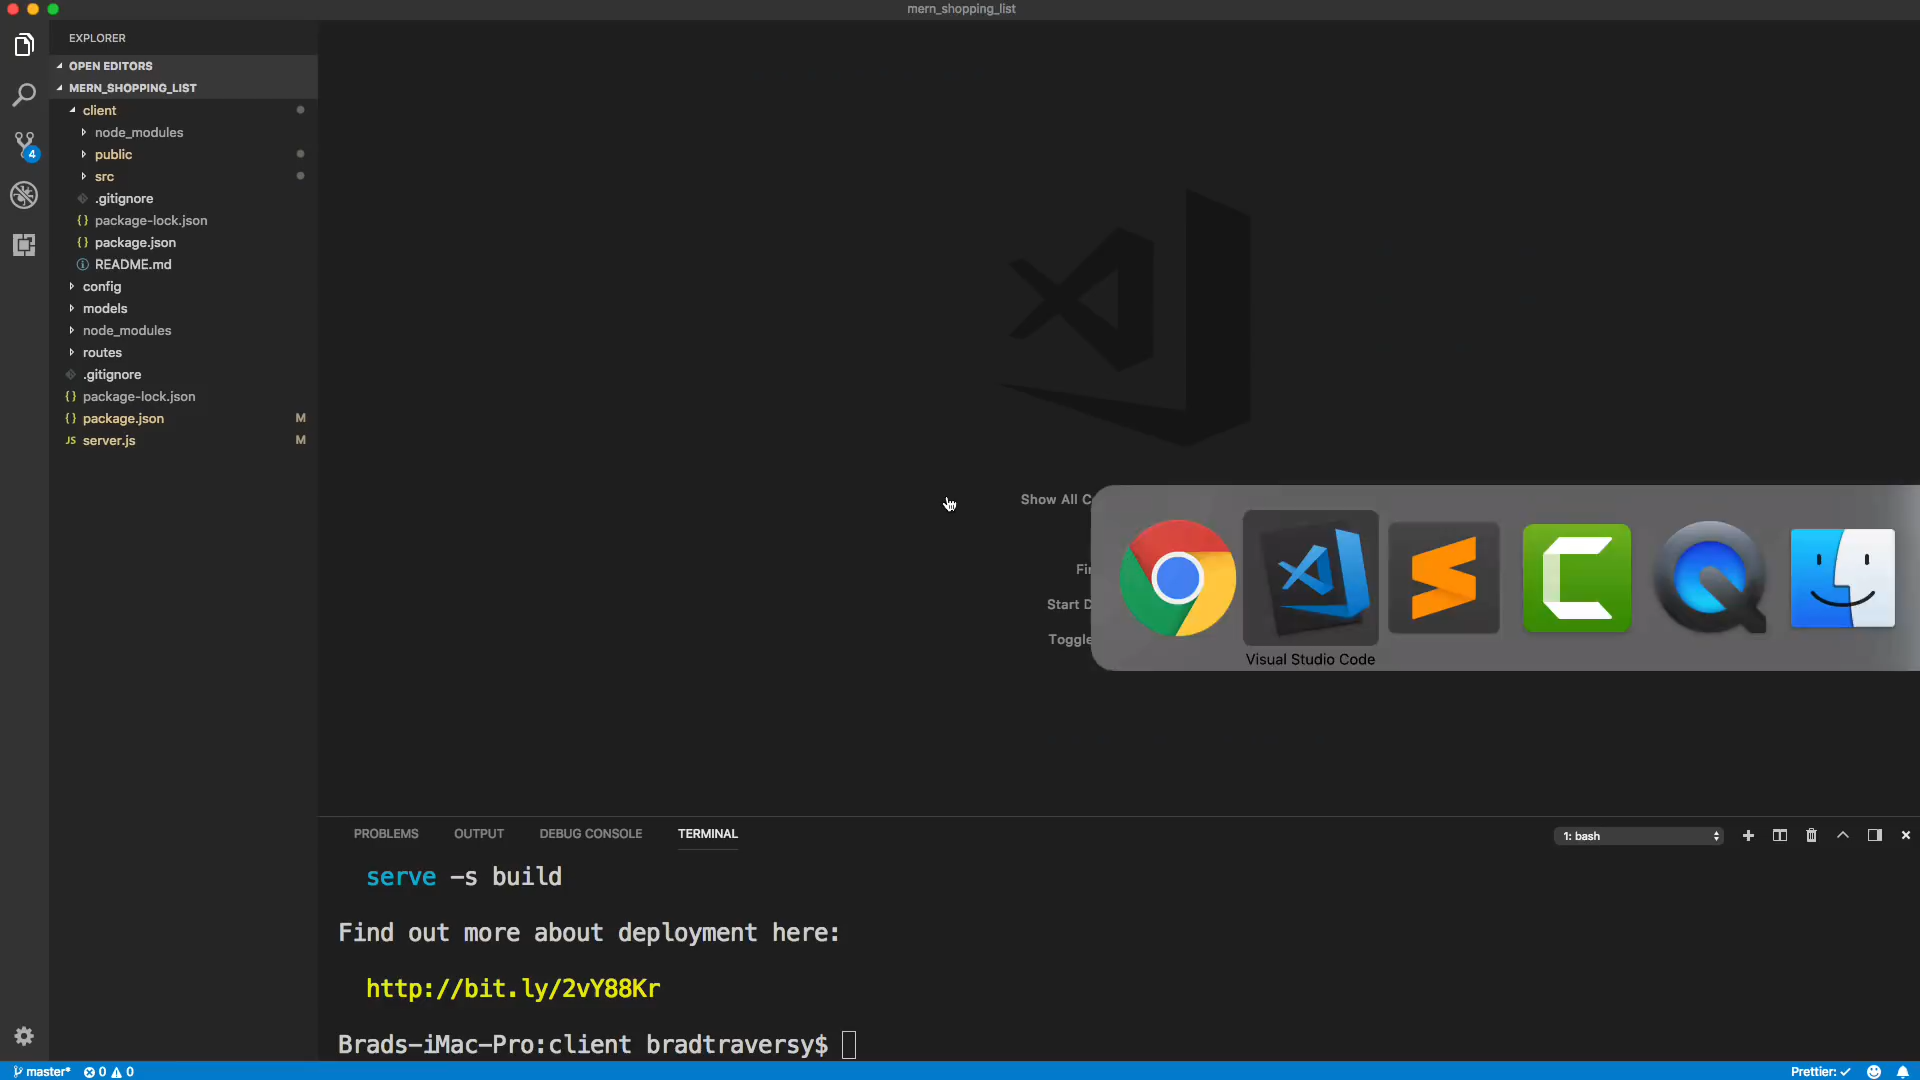 mern_shopping_list
EXPLORER
OPEN EDITORS
MERN_SHOPPING_LIST
client
node_modules
public
src
.gitignore
package-lock.json
package.json
README.md
config
models
node_modules
routes
.gitignore
package-lock.json
package.json M
server.js M
4
Show All C
Fi
Start D
Toggle
Visual Studio Code
PROBLEMS OUTPUT DEBUG CONSOLE TERMINAL
1: bash
serve -s build
Find out more about deployment here:
http://bit.ly/2vY88Kr
Brads-iMac-Pro:client bradtraversy$
master* 0 0
Prettier: ✓